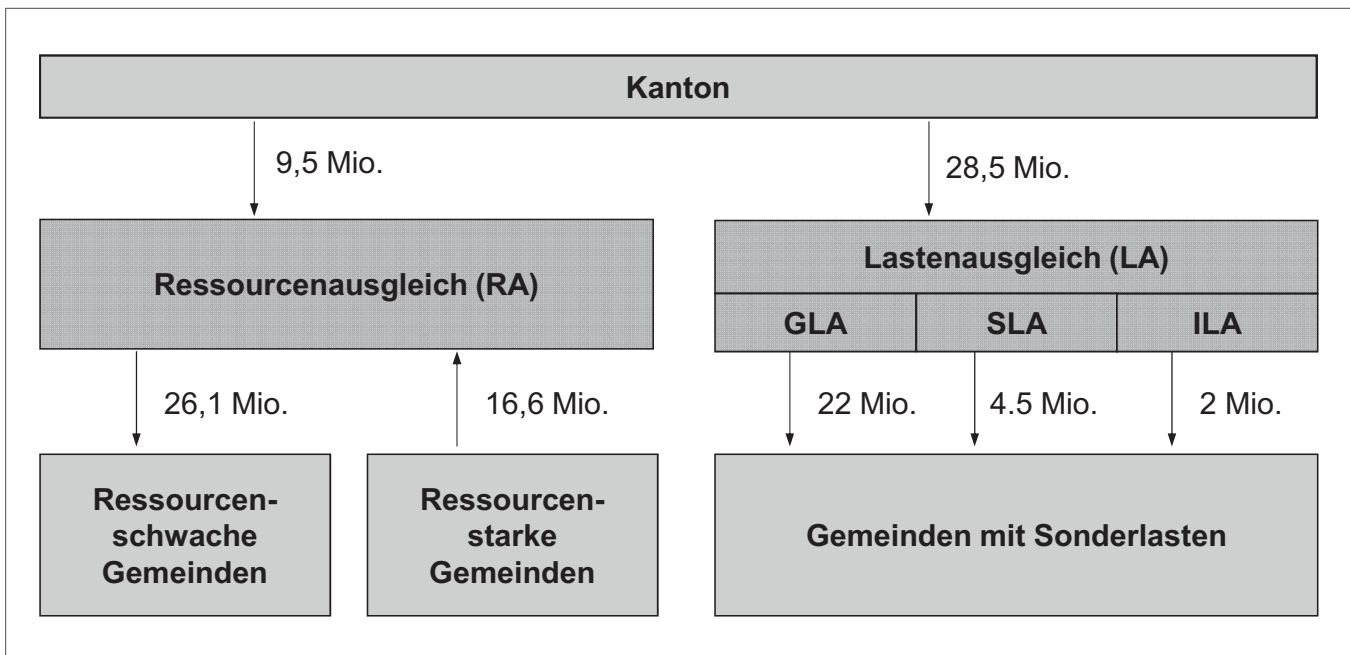 Kanton
9,5 Mio.
28,5 Mio.
Ressourcenausgleich (RA)
Lastenausgleich (LA)
GLA
SLA
ILA
26,1 Mio.
16,6 Mio.
22 Mio.
4.5 Mio.
2 Mio.
Ressourcen-
schwache
Gemeinden
Ressourcen-
starke
Gemeinden
Gemeinden mit Sonderlasten